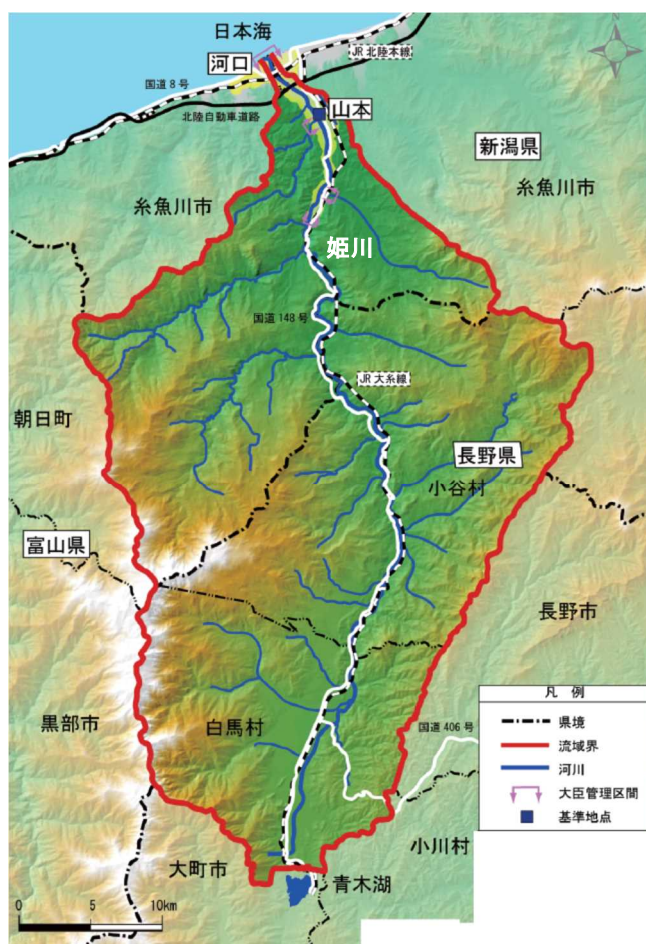 日本海
河口
JR 北陸本線
国道 8 号
北陸自動車道路
山本
新潟県
糸魚川市
糸魚川市
姫川
国道 148 号
JR 大糸線
朝日町
長野県
小谷村
富山県
長野市
黒部市
白馬村
国道 406 号
大町市
青木湖
小川村
凡 例
県境
流域界
河川
大臣管理区間
基準地点
0 5 10km